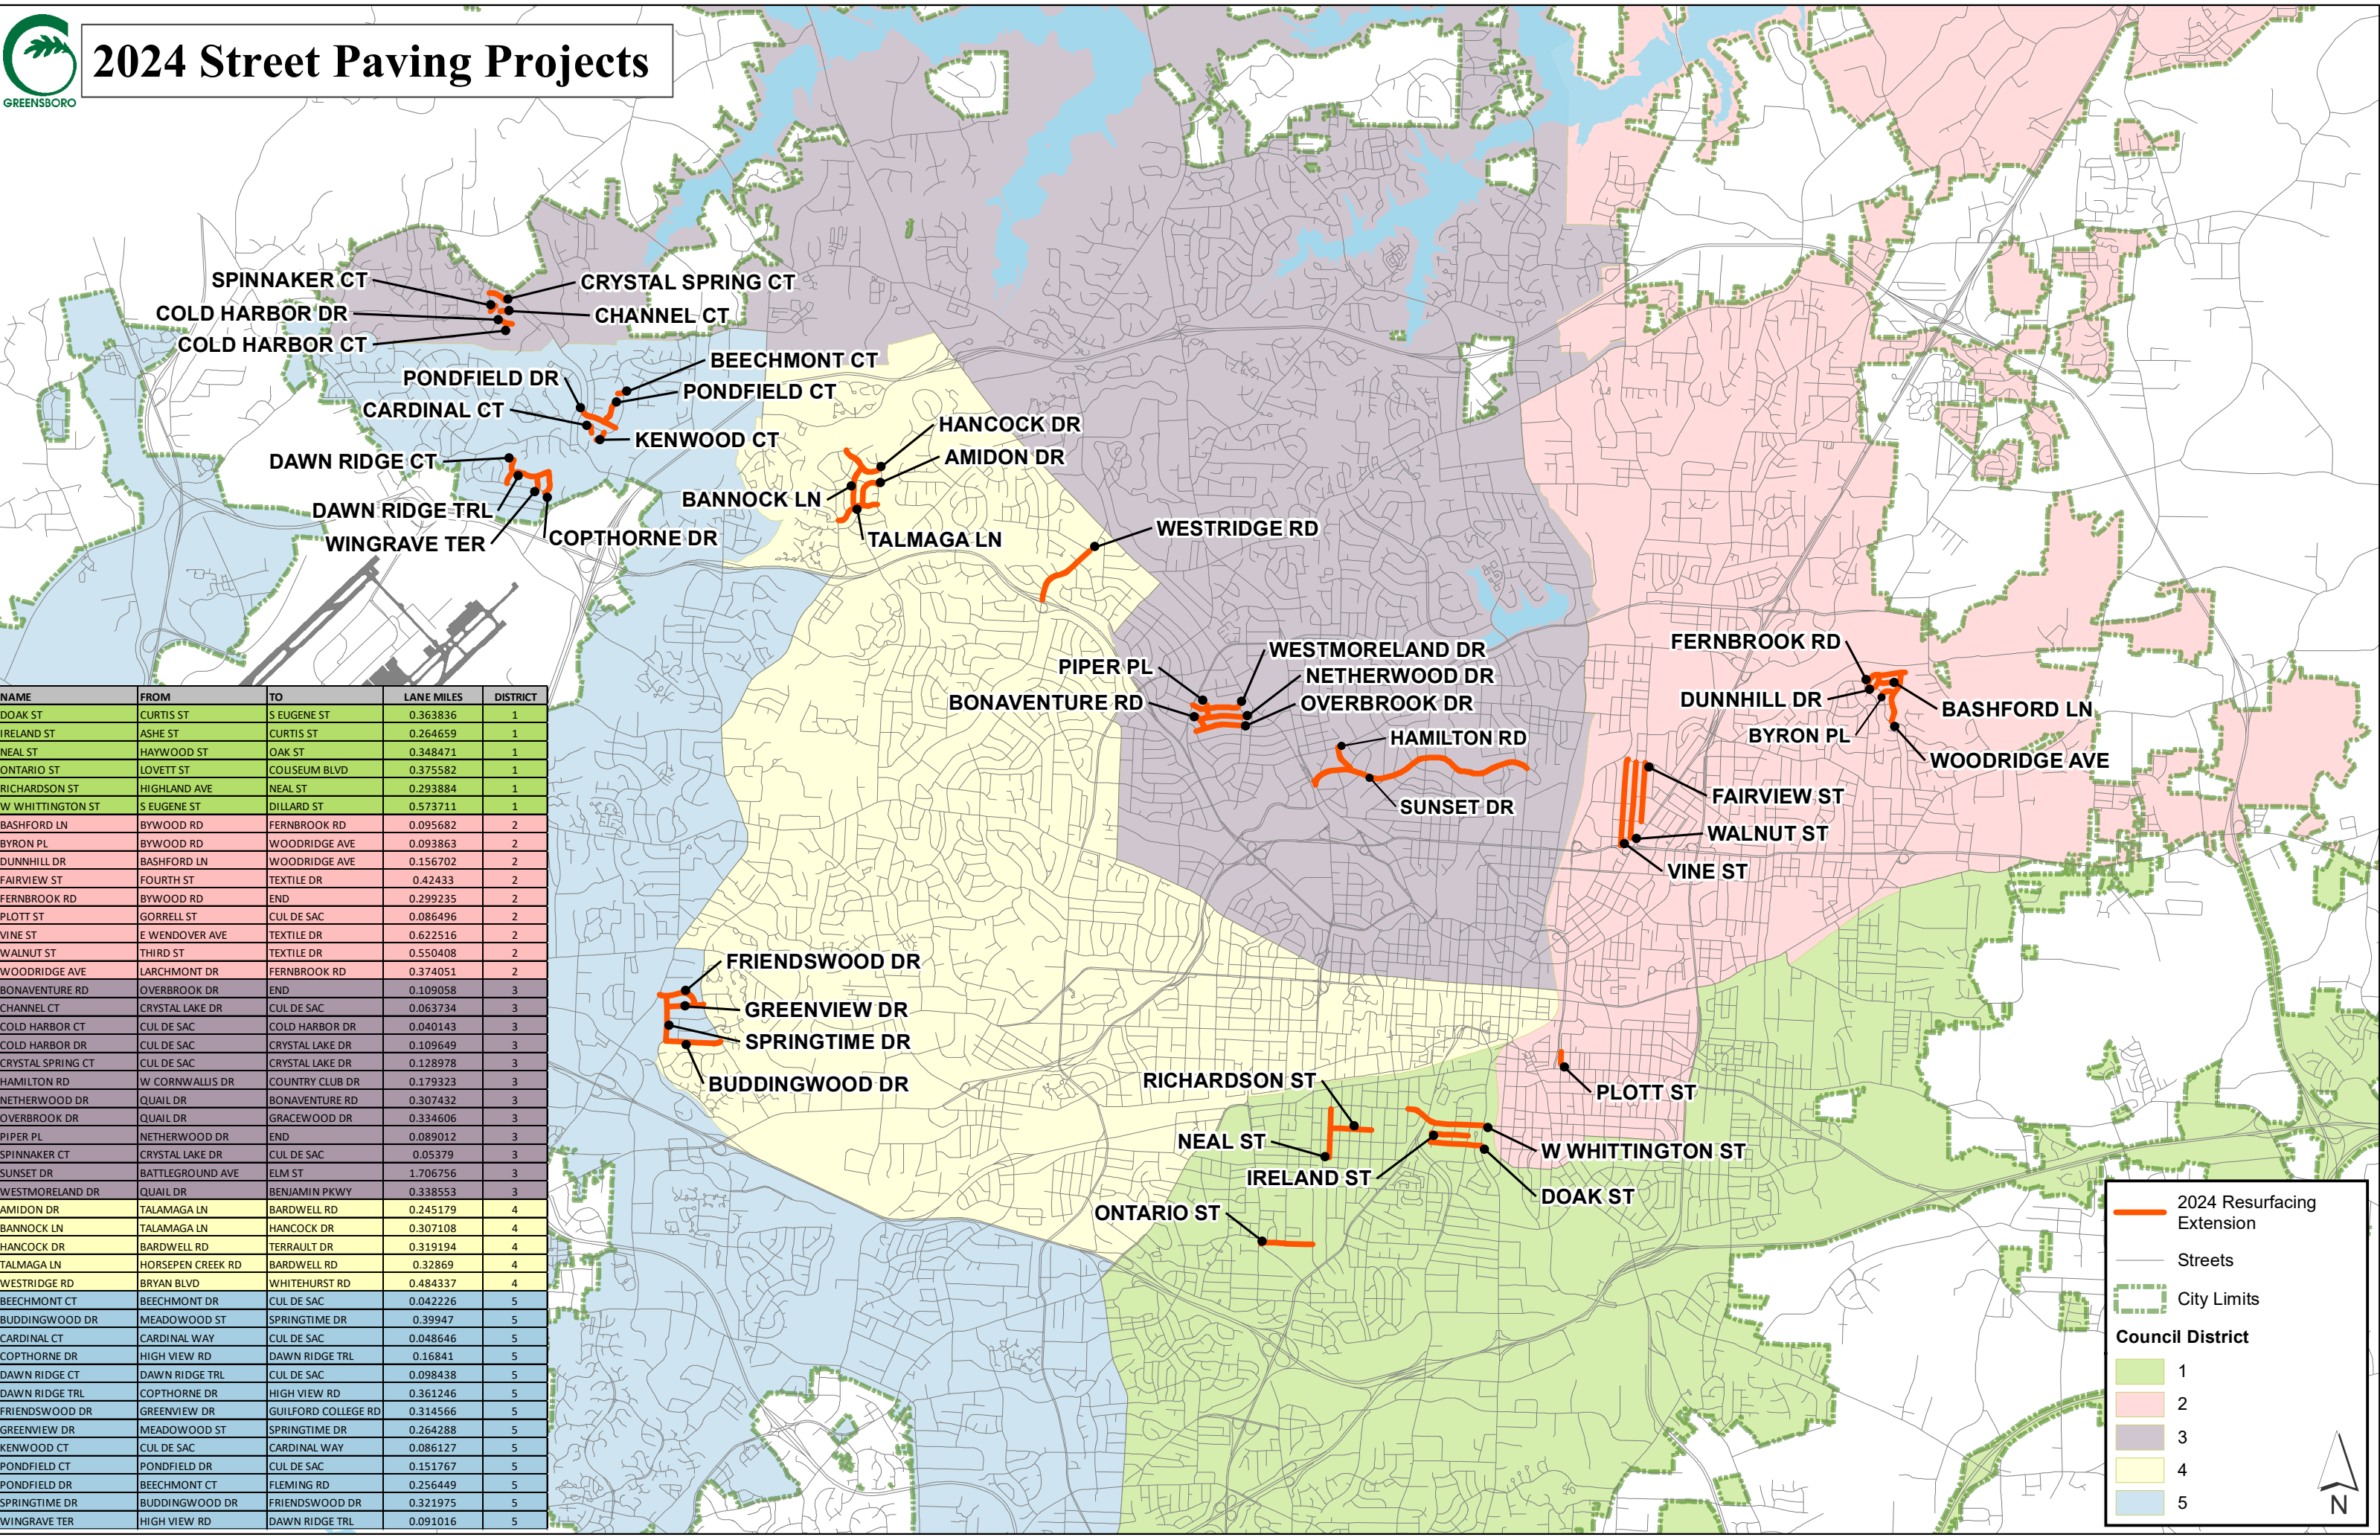 GREENSBORO
2024 Street Paving Projects
SPINNAKER CT
CRYSTAL SPRING CT
COLD HARBOR DR
CHANNEL CT
COLD HARBOR CT
BEECHMONT CT
PONDFIELD DR
PONDFIELD CT
CARDINAL CT
KENWOOD CT
HANCOCK DR
AMIDON DR
DAWN RIDGE CT
BANNOCK LN
DAWN RIDGE TRL
WINGRAVE TER
COPTHORNE DR
TALMAGA LN
WESTRIDGE RD
PIPER PL
WESTMORELAND DR
NETHERWOOD DR
BONAVENTURE RD
OVERBROOK DR
HAMILTON RD
SUNSET DR
FERNBROOK RD
DUNNHILL DR
BASHFORD LN
BYRON PL
WOODRIDGE AVE
FAIRVIEW ST
WALNUT ST
VINE ST
FRIENDSWOOD DR
GREENVIEW DR
SPRINGTIME DR
BUDDINGWOOD DR
RICHARDSON ST
PLOTT ST
NEAL ST
W WHITTINGTON ST
IRELAND ST
DOAK ST
ONTARIO ST
NAME FROM TO LANE MILES DISTRICT
DOAK ST CURTIS ST S EUGENE ST 0.363836 1
IRELAND ST ASHE ST CURTIS ST 0.264659 1
NEAL ST HAYWOOD ST OAK ST 0.348471 1
ONTARIO ST LOVETT ST COLISEUM BLVD 0.375582 1
RICHARDSON ST HIGHLAND AVE NEAL ST 0.293884 1
W WHITTINGTON ST S EUGENE ST DILLARD ST 0.573711 1
BASHFORD LN BYWOOD RD FERNBROOK RD 0.095682 2
BYRON PL BYWOOD RD WOODRIDGE AVE 0.093863 2
DUNNHILL DR BASHFORD LN WOODRIDGE AVE 0.156702 2
FAIRVIEW ST FOURTH ST TEXTILE DR 0.42433 2
FERNBROOK RD BYWOOD RD END 0.299235 2
PLOTT ST GORRELL ST CUL DE SAC 0.086496 2
VINE ST E WENDOVER AVE TEXTILE DR 0.622516 2
WALNUT ST THIRD ST TEXTILE DR 0.550408 2
WOODRIDGE AVE LARCHMONT DR FERNBROOK RD 0.374051 2
BONAVENTURE RD OVERBROOK DR END 0.109058 3
CHANNEL CT CRYSTAL LAKE DR CUL DE SAC 0.063734 3
COLD HARBOR CT CUL DE SAC COLD HARBOR DR 0.040143 3
COLD HARBOR DR CUL DE SAC CRYSTAL LAKE DR 0.109649 3
CRYSTAL SPRING CT CUL DE SAC CRYSTAL LAKE DR 0.128978 3
HAMILTON RD W CORNWALLIS DR COUNTRY CLUB DR 0.179323 3
NETHERWOOD DR QUAIL DR BONAVENTURE RD 0.307432 3
OVERBROOK DR QUAIL DR GRACEWOOD DR 0.334606 3
PIPER PL NETHERWOOD DR END 0.089012 3
SPINNAKER CT CRYSTAL LAKE DR CUL DE SAC 0.05379 3
SUNSET DR BATTLEGROUND AVE ELM ST 1.706756 3
WESTMORELAND DR QUAIL DR BENJAMIN PKWY 0.338553 3
AMIDON DR TALAMAGA LN BARDWELL RD 0.245179 4
BANNOCK LN TALAMAGA LN HANCOCK DR 0.307108 4
HANCOCK DR BARDWELL RD TERRAULT DR 0.319194 4
TALMAGA LN HORSEPEN CREEK RD BARDWELL RD 0.32869 4
WESTRIDGE RD BRYAN BLVD WHITEHURST RD 0.484337 4
BEECHMONT CT BEECHMONT DR CUL DE SAC 0.042226 5
BUDDINGWOOD DR MEADOWOOD ST SPRINGTIME DR 0.39947 5
CARDINAL CT CARDINAL WAY CUL DE SAC 0.048646 5
COPTHORNE DR HIGH VIEW RD DAWN RIDGE TRL 0.16841 5
DAWN RIDGE CT DAWN RIDGE TRL CUL DE SAC 0.098438 5
DAWN RIDGE TRL COPTHORNE DR HIGH VIEW RD 0.361246 5
FRIENDSWOOD DR GREENVIEW DR GUILFORD COLLEGE RD 0.314566 5
GREENVIEW DR MEADOWOOD ST SPRINGTIME DR 0.264288 5
KENWOOD CT CUL DE SAC CARDINAL WAY 0.086127 5
PONDFIELD CT PONDFIELD DR CUL DE SAC 0.151767 5
PONDFIELD DR BEECHMONT CT FLEMING RD 0.256449 5
SPRINGTIME DR BUDDINGWOOD DR FRIENDSWOOD DR 0.321975 5
WINGRAVE TER HIGH VIEW RD DAWN RIDGE TRL 0.091016 5
2024 Resurfacing
Extension
Streets
City Limits
Council District
1
2
3
4
5
N